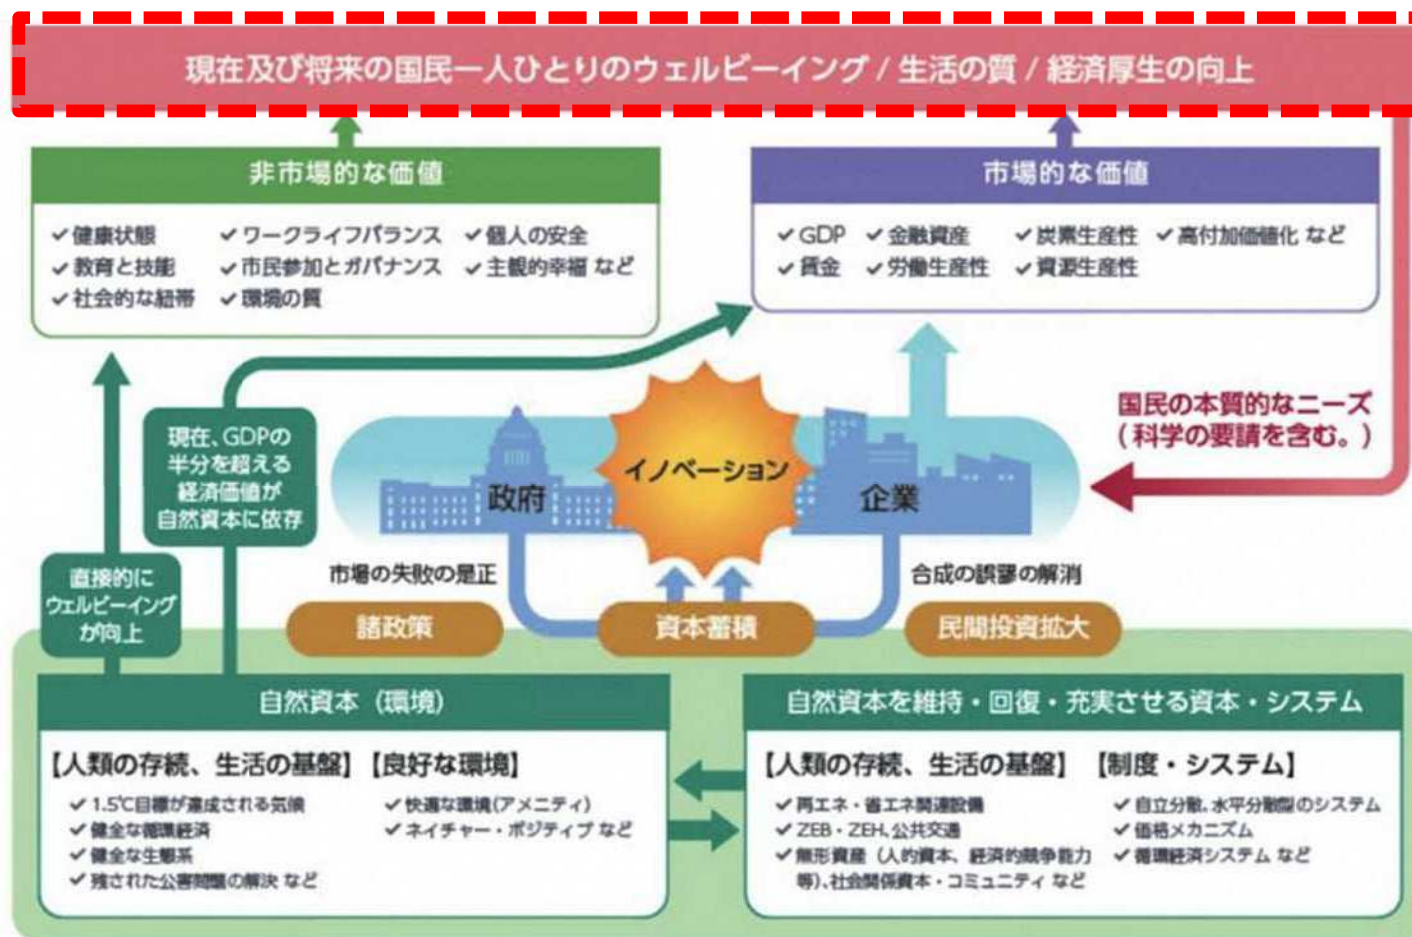 現在及び将来の国民一人ひとりのウェルビーイング / 生活の質 / 経済厚生の向上
非市場的な価値
✓健康状態
✓教育と技能
✓社会的な紐帯
✓ワークライフバランス
✓市民参加とガバナンス
✓環境の質
✓個人の安全
✓主観的幸福 など
市場的な価値
✓GDP
✓賃金
✓金融資産
✓労働生産性
✓炭素生産性
✓資源生産性
✓高付加価値化 など
現在、GDPの
半分を超える
経済価値が
自然資本に依存
直接的に
ウェルビーイング
が向上
政府
イノベーション
企業
国民の本質的なニーズ
(科学の要請を含む。)
市場の失敗の是正
合成の誤謬の解消
諸政策
資本蓄積
民間投資拡大
自然資本（環境）
【人類の存続、生活の基盤】
✓1.5℃目標が達成される気候
✓健全な循環経済
✓健全な生態系
✓残された公害問題の解決 など
【良好な環境】
✓快適な環境(アメニティ)
✓ネイチャー・ポジティブ など
自然資本を維持・回復・充実させる資本・システム
【人類の存続、生活の基盤】
✓再エネ・省エネ関連設備
✓ZEB・ZEH、公共交通
✓無形資産（人的資本、経済的競争能力
等）、社会関係資本・コミュニティ など
【制度・システム】
✓自立分散、水平分散型のシステム
✓価格メカニズム
✓循環経済システム など